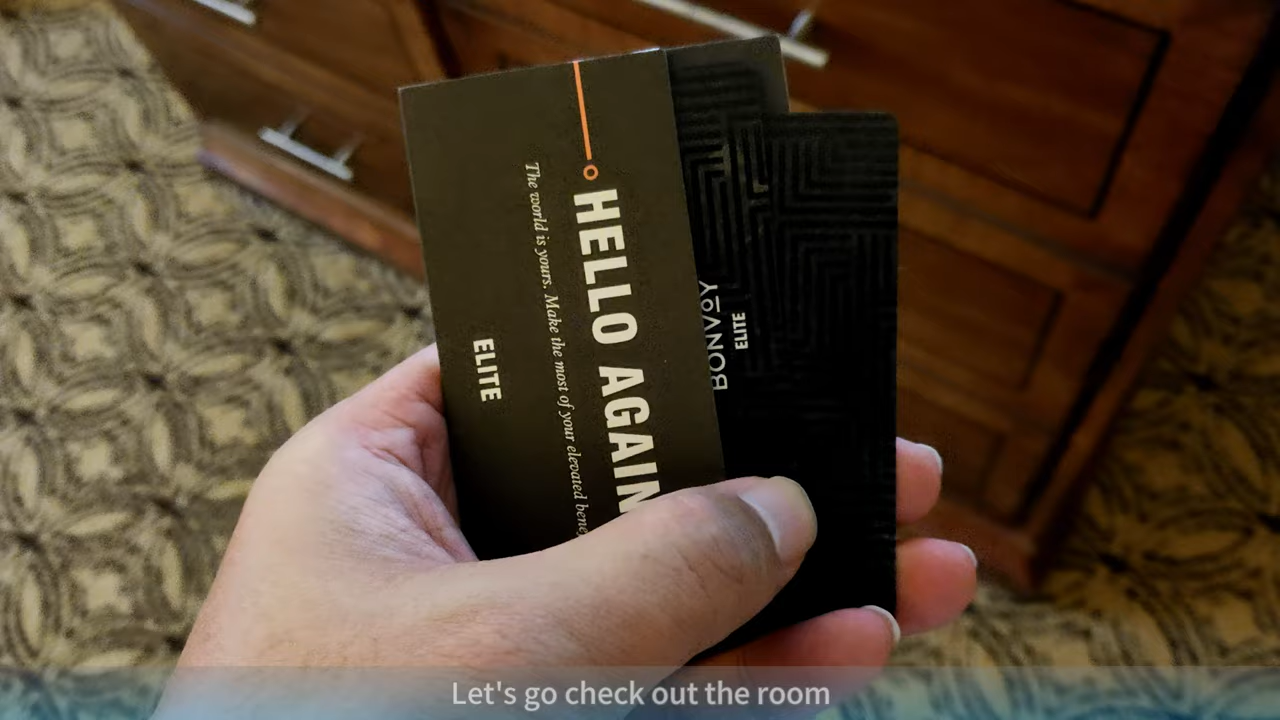 HELLO AGAIN
The world is yours. Make the most of your elevated
ELITE
BONVOY
ELITE
Let's go check out the room